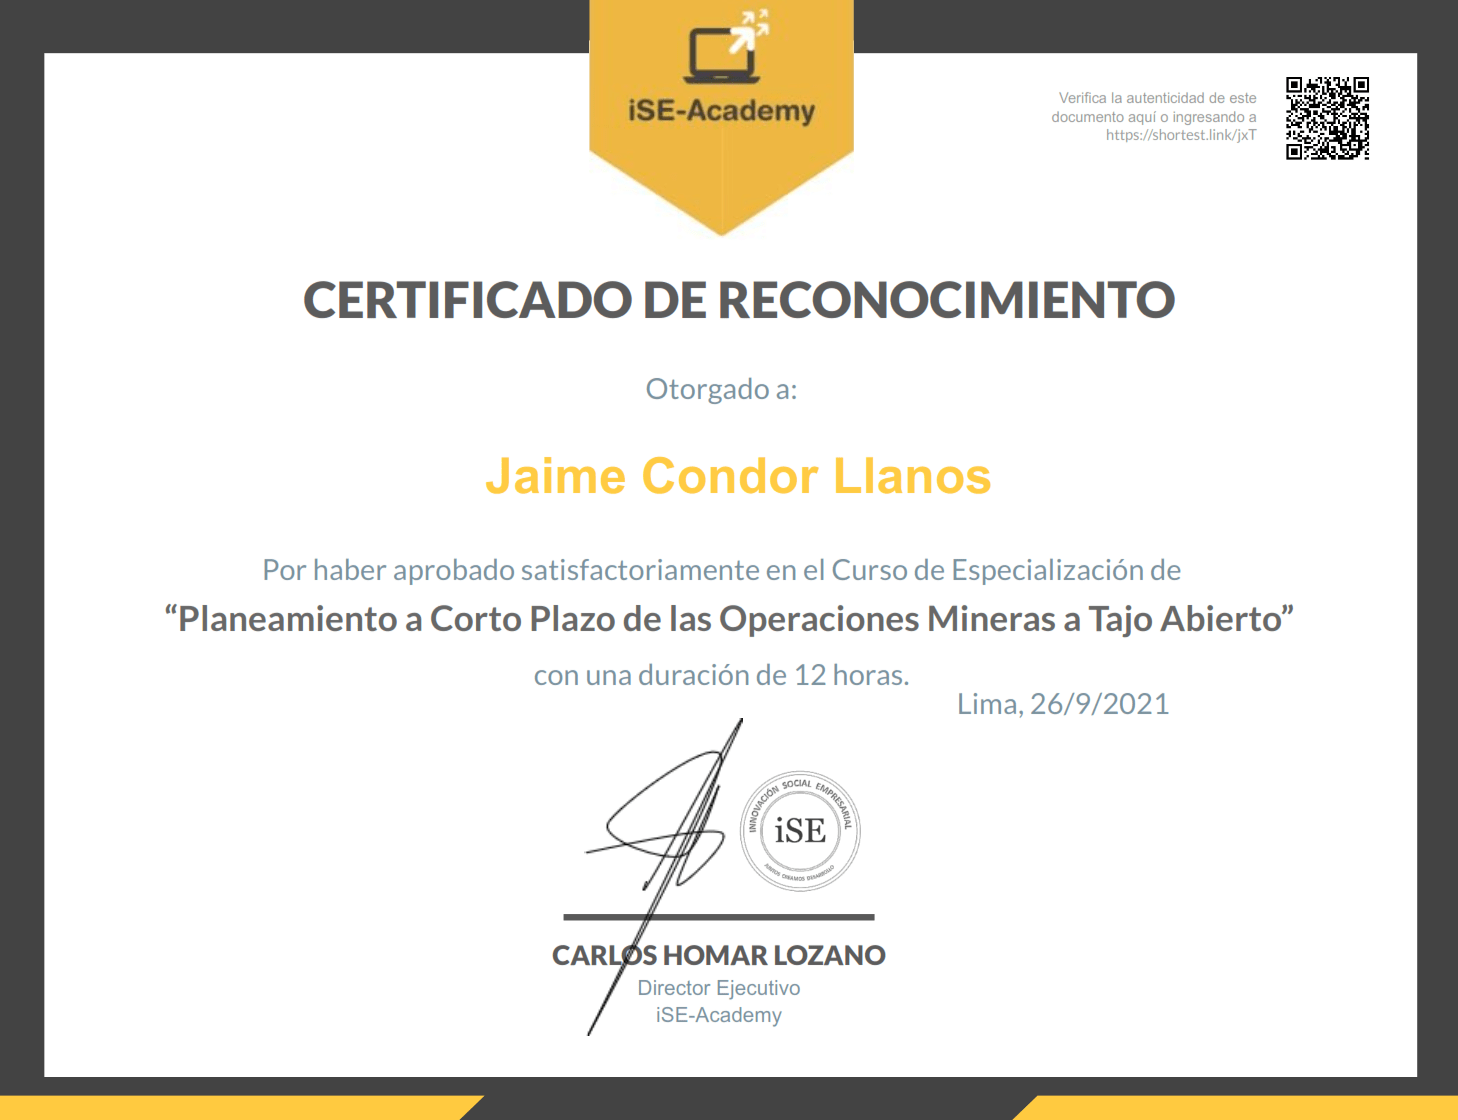 iSE-Academy
Verifica la autenticidad de este
documento aquí o ingresando a
https://shortest.link/jxT
CERTIFICADO DE RECONOCIMIENTO
Otorgado a:
Jaime Condor Llanos
Por haber aprobado satisfactoriamente en el Curso de Especialización de
“Planeamiento a Corto Plazo de las Operaciones Mineras a Tajo Abierto”
con una duración de 12 horas.
Lima, 26/9/2021
INNOVACIÓN SOCIAL EMPRESARIAL
iSE
JUNTOS CREAMOS DESARROLLO
CARLOS HOMAR LOZANO
Director Ejecutivo
iSE-Academy